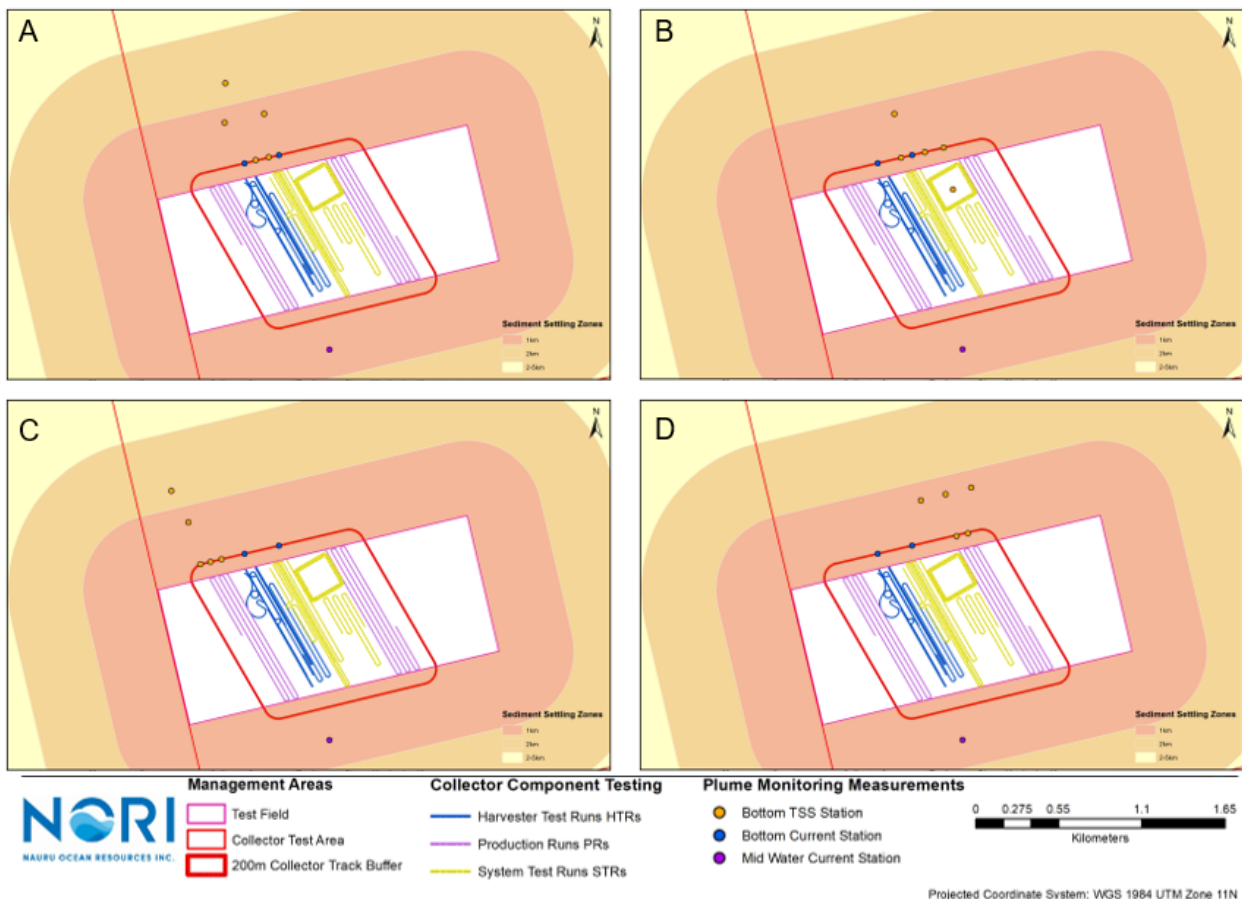 A
N
Sediment Settling Zones
1km
2km
2-5km
B
N
Sediment Settling Zones
1km
2km
2-5km
C
N
Sediment Settling Zones
1km
2km
2-5km
D
N
Sediment Settling Zones
1km
2km
2-5km
NORI
NAURU OCEAN RESOURCES INC.
Management Areas
Test Field
Collector Test Area
200m Collector Track Buffer
Collector Component Testing
Harvester Test Runs HTRs
Production Runs PRs
System Test Runs STRs
Plume Monitoring Measurements
Bottom TSS Station
Bottom Current Station
Mid Water Current Station
0 0.275 0.55 1.1 1.65
Kilometers
Projected Coordinate System: WGS 1984 UTM Zone 11N